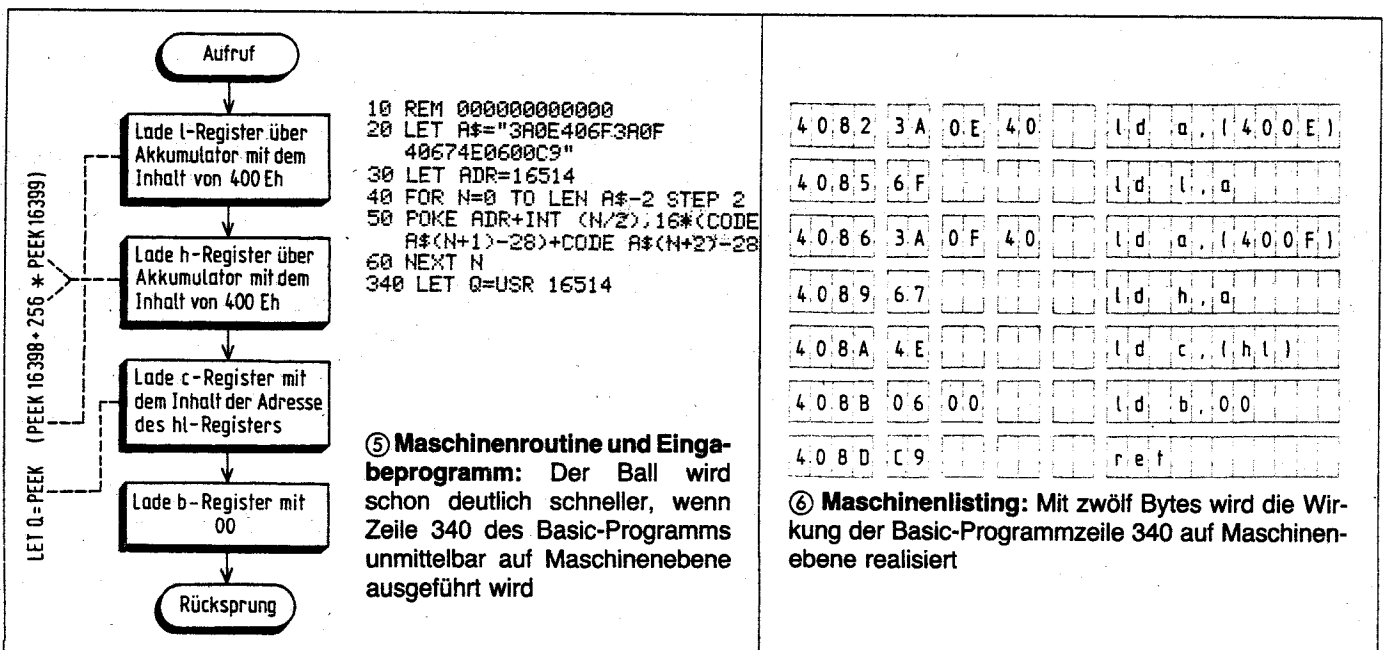 Aufruf
Lade l-Register über
Akkumulator mit dem
Inhalt von 400 Eh
Lade h-Register über
Akkumulator mit dem
Inhalt von 400 Eh
Lade c-Register mit
dem Inhalt der Adresse
des hl-Registers
Lade b-Register mit
00
Rücksprung
LET Q=PEEK (PEEK 16398+256 * PEEK 16399)
10 REM 000000000000
20 LET A$="3A0E406F3A0F
40674E0600C9"
30 LET ADR=16514
40 FOR N=0 TO LEN A$-2 STEP 2
50 POKE ADR+INT (N/2),16*(CODE
A$(N+1)-28)+CODE A$(N+2)-28
60 NEXT N
340 LET Q=USR 16514
⑤ Maschinenroutine und Einga-
beprogramm: Der Ball wird
schon deutlich schneller, wenn
Zeile 340 des Basic-Programms
unmittelbar auf Maschinenebene
ausgeführt wird
4082 3A 0E 40 ld a,(400E)
4085 6F ld l,a
4086 3A 0F 40 ld a,(400F)
4089 67 ld h,a
408A 4E ld c,(hl)
408B 06 00 ld b,00
408D C9 ret
⑥ Maschinenlisting: Mit zwölf Bytes wird die Wir-
kung der Basic-Programmzeile 340 auf Maschinen-
ebene realisiert